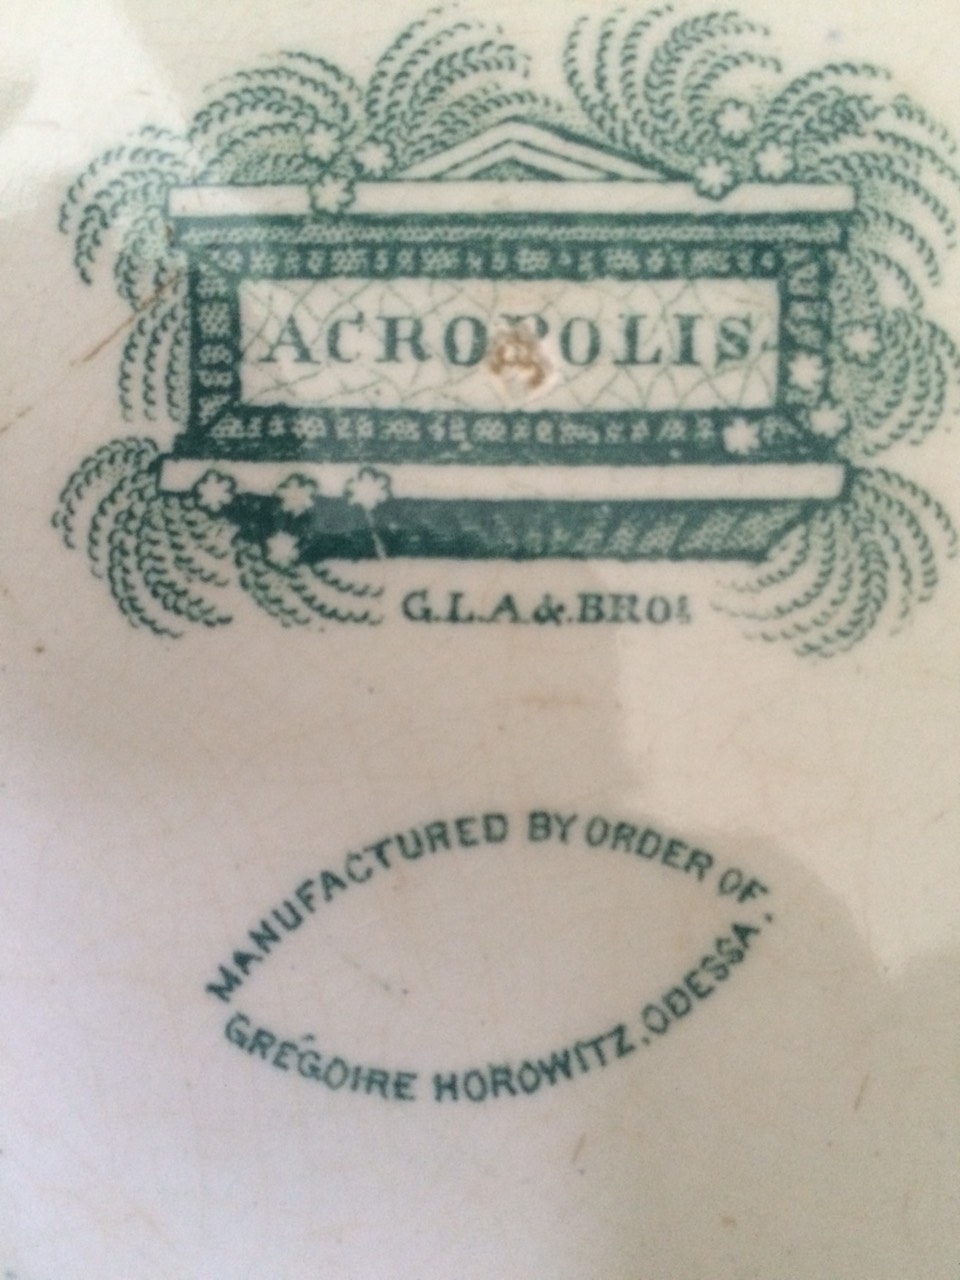 ACROPOLIS
G.L.A.&.BROs
MANUFACTURED BY ORDER OF.
GRÉGOIRE HOROWITZ. ODESSA.